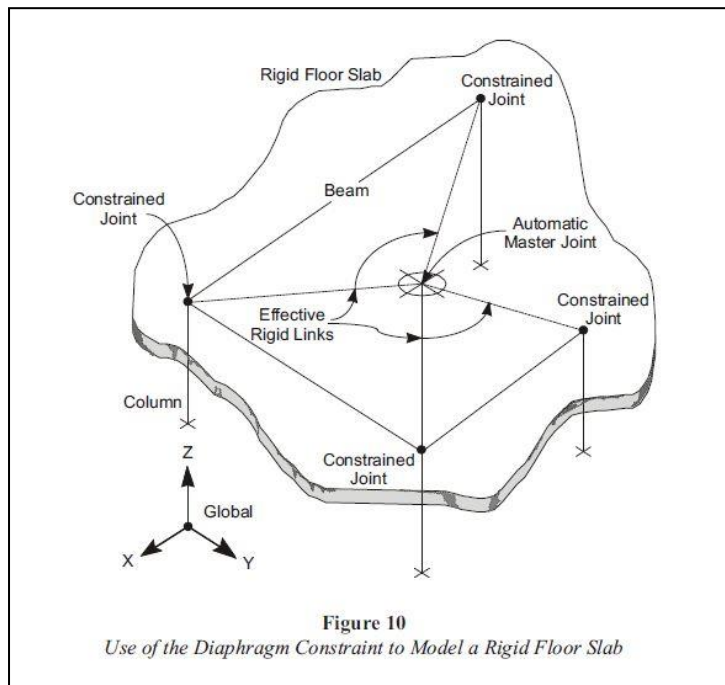 Rigid Floor Slab
Constrained
Joint
Beam
Constrained
Joint
Automatic
Master Joint
Constrained
Joint
Effective
Rigid Links
Column
Constrained
Joint
Z
Global
X
Y
Figure 10
Use of the Diaphragm Constraint to Model a Rigid Floor Slab